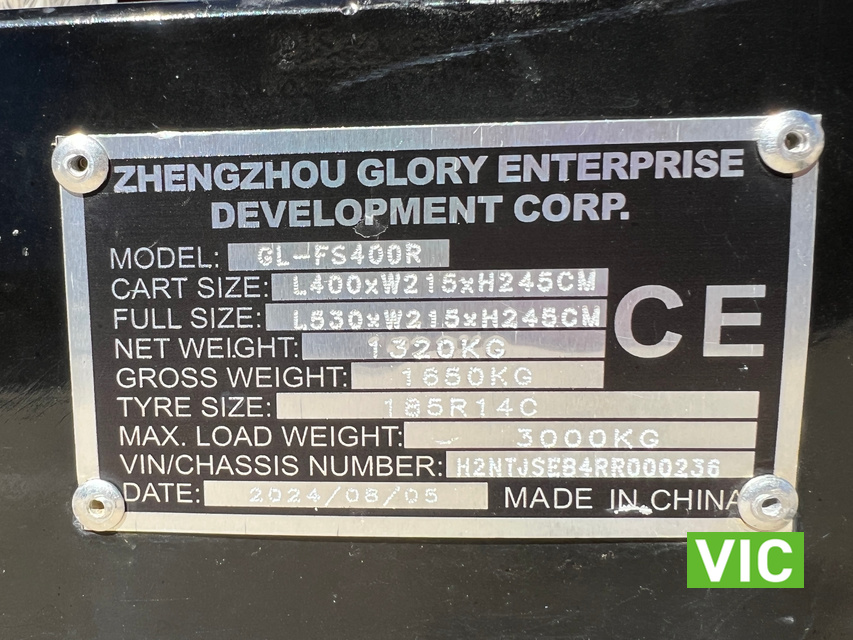 ZHENGZHOU GLORY ENTERPRISE
DEVELOPMENT CORP.
MODEL: GL-FS400R
CART SIZE: L400xW215xH245CM
FULL SIZE: L530xW215xH245CM
NET WEIGHT: 1320KG
GROSS WEIGHT: 1650KG
TYRE SIZE: 185R14C
MAX. LOAD WEIGHT: 3000KG
VIN/CHASSIS NUMBER: H2NTJSEB4RR000236
DATE: 2024/08/05 MADE IN CHINA
CE
VIC